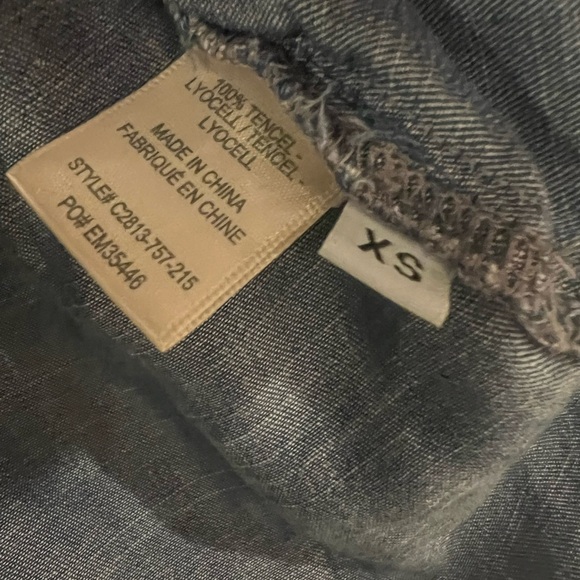 100% TENCEL-
LYOCELL/TENCEL-
LYOCELL
MADE IN CHINA
FABRIQUÉ EN CHINE
STYLE# C2813-757-215
PO# EM35446
XS